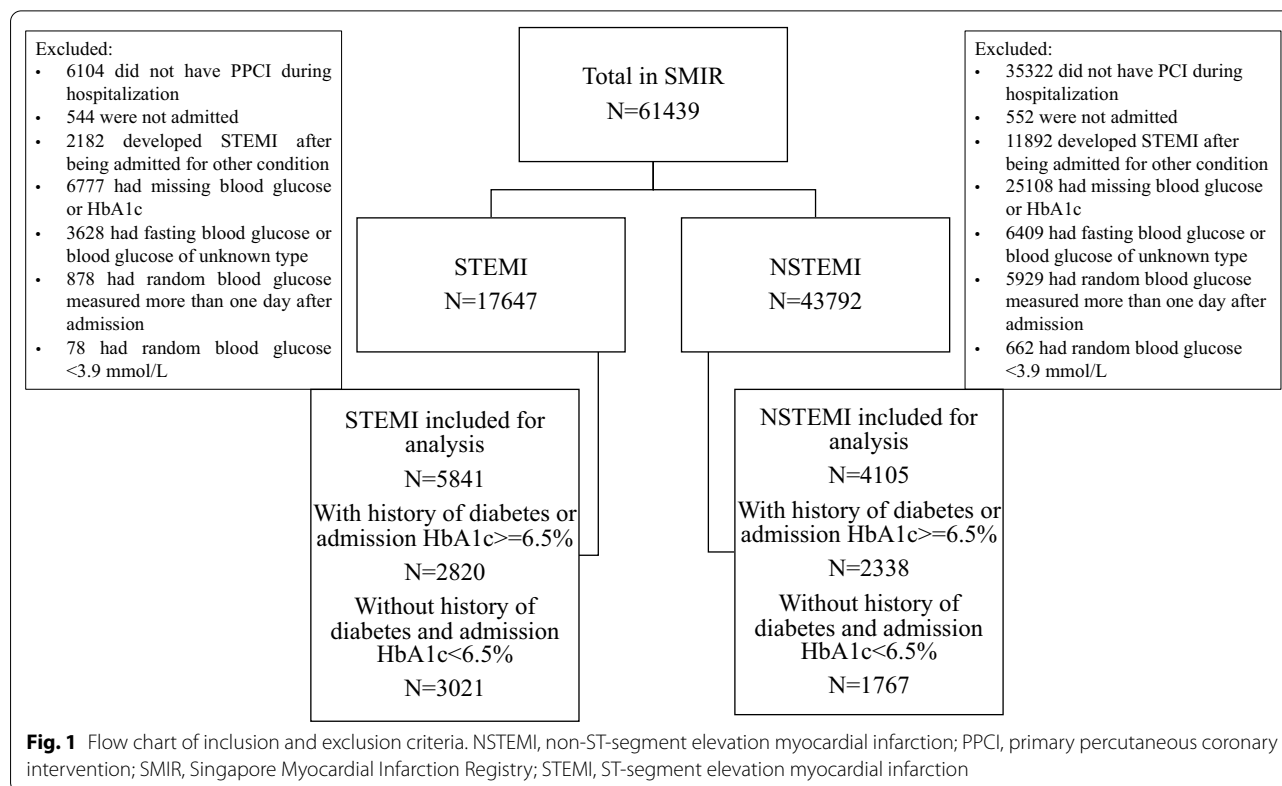 Excluded:
• 6104 did not have PPCI during
hospitalization
• 544 were not admitted
• 2182 developed STEMI after
being admitted for other condition
• 6777 had missing blood glucose
or HbA1c
• 3628 had fasting blood glucose or
blood glucose of unknown type
• 878 had random blood glucose
measured more than one day after
admission
• 78 had random blood glucose
<3.9 mmol/L
Total in SMIR
N=61439
Excluded:
• 35322 did not have PCI during
hospitalization
• 552 were not admitted
• 11892 developed STEMI after
being admitted for other condition
• 25108 had missing blood glucose
or HbA1c
• 6409 had fasting blood glucose or
blood glucose of unknown type
• 5929 had random blood glucose
measured more than one day after
admission
• 662 had random blood glucose
<3.9 mmol/L
STEMI
N=17647
NSTEMI
N=43792
STEMI included for
analysis
N=5841
With history of diabetes or
admission HbA1c>=6.5%
N=2820
Without history of
diabetes and admission
HbA1c<6.5%
N=3021
NSTEMI included for
analysis
N=4105
With history of diabetes or
admission HbA1c>=6.5%
N=2338
Without history of
diabetes and admission
HbA1c<6.5%
N=1767
Fig. 1 Flow chart of inclusion and exclusion criteria. NSTEMI, non-ST-segment elevation myocardial infarction; PPCI, primary percutaneous coronary
intervention; SMIR, Singapore Myocardial Infarction Registry; STEMI, ST-segment elevation myocardial infarction